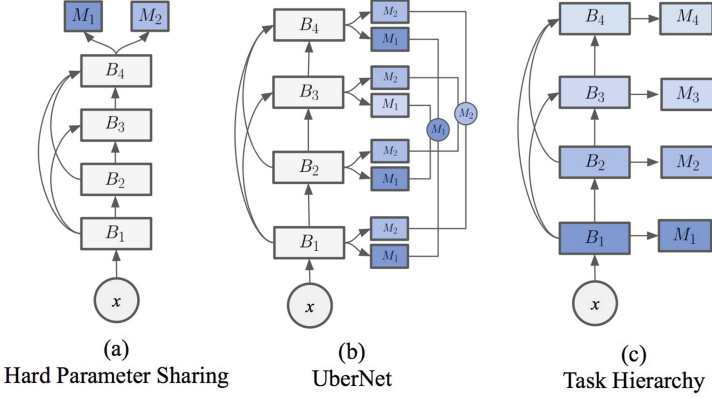 M1 M2
B4
B3
B2
B1
x
(a)
Hard Parameter Sharing
M2
B4
M1
M2
B3
M1
M1
M2
M2
B2
M1
M2
B1
M1
x
(b)
UberNet
B4 M4
B3 M3
B2 M2
B1 M1
x
(c)
Task Hierarchy